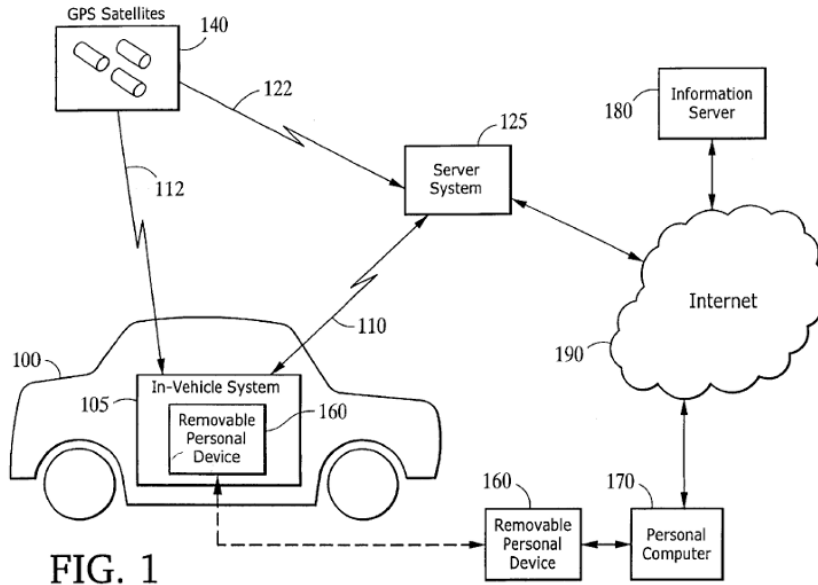 GPS Satellites
140
122
125
180
Information
Server
Server
System
112
110
Internet
190
100
In-Vehicle System
105
Removable
Personal
Device
160
160
Removable
Personal
Device
170
Personal
Computer
FIG. 1